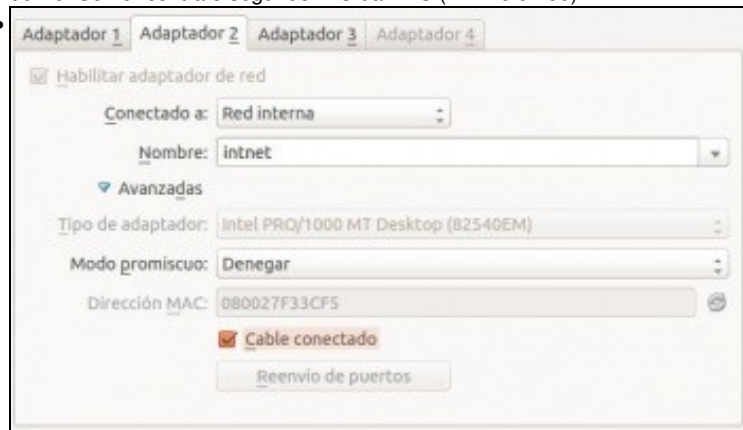 Adaptador 1 Adaptador 2 Adaptador 3 Adaptador 4
Habilitar adaptador de red
Conectado a: Red interna
Nombre: intnet
Avanzadas
Tipo de adaptador: Intel PRO/1000 MT Desktop (82540EM)
Modo promiscuo: Denegar
Dirección MAC: 080027F33CF5
Cable conectado
Reenvío de puertos